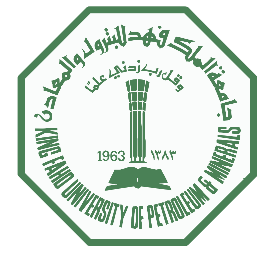 جامعة الملك فهد للبترول والمعادن
وقل رب زدني علما
1963 ١٣٨٣
KING FAHD UNIVERSITY OF PETROLEUM & MINERALS